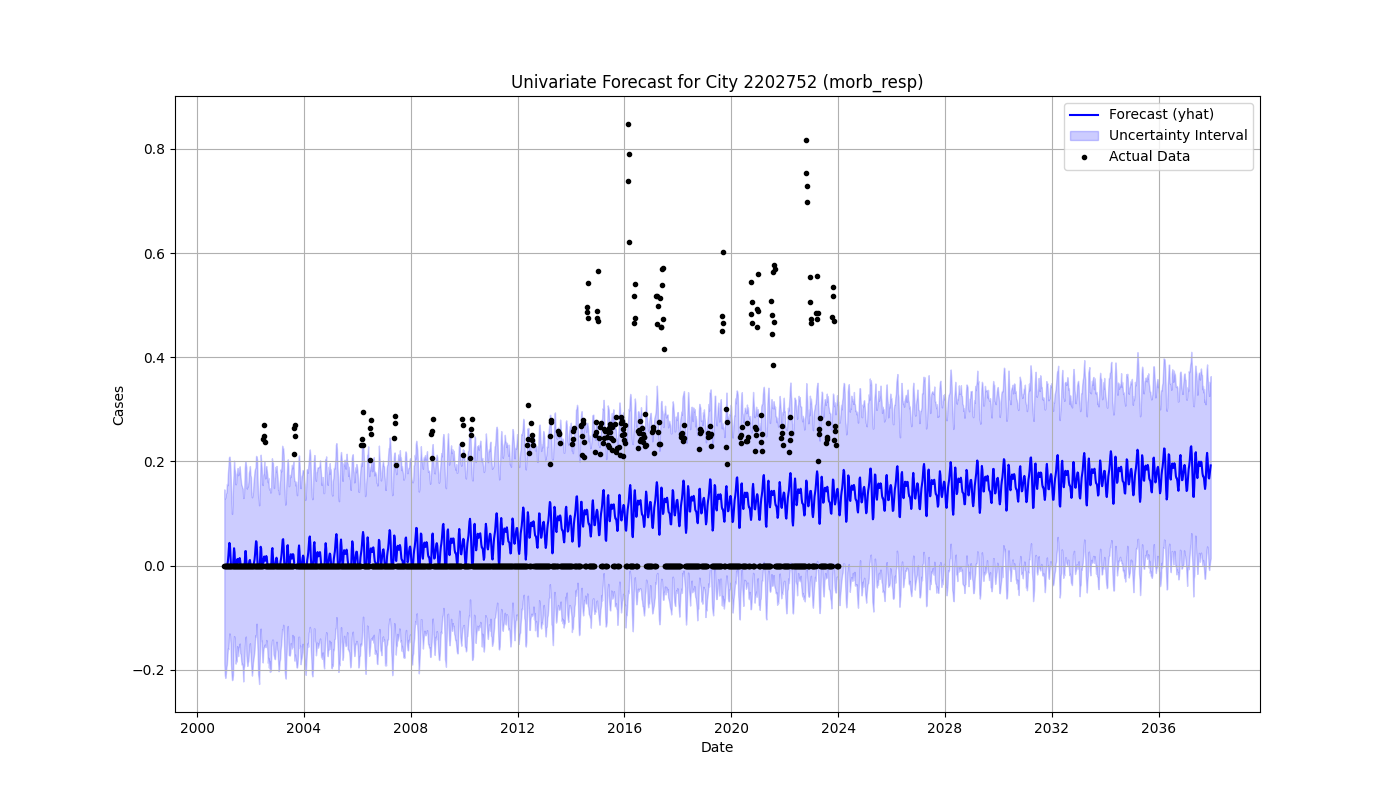 Univariate Forecast for City 2202752 (morb_resp)
Forecast (yhat)
Uncertainty Interval
Actual Data
Cases
0.8
0.6
0.4
0.2
0.0
−0.2
2000 2004 2008 2012 2016 2020 2024 2028 2032 2036
Date